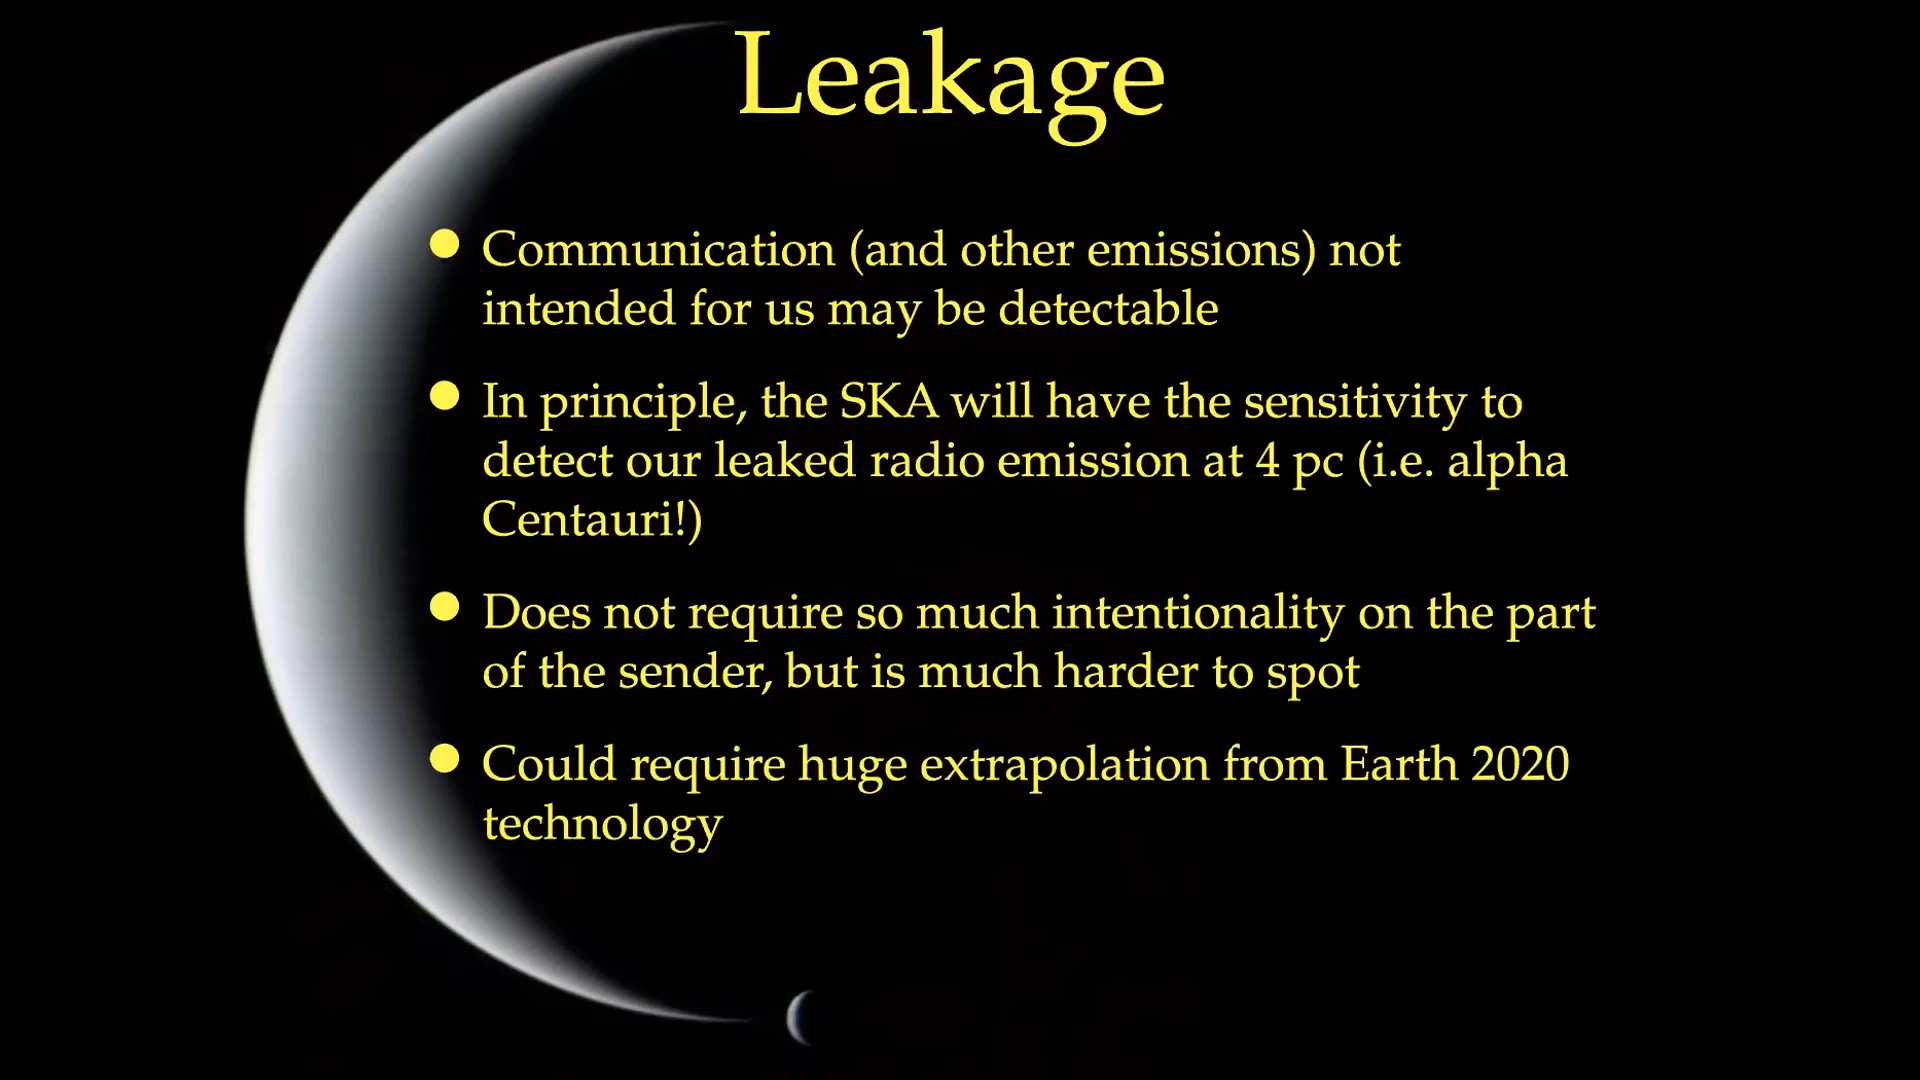 Leakage
Communication (and other emissions) not
intended for us may be detectable
In principle, the SKA will have the sensitivity to
detect our leaked radio emission at 4 pc (i.e. alpha
Centauri!)
Does not require so much intentionality on the part
of the sender, but is much harder to spot
Could require huge extrapolation from Earth 2020
technology